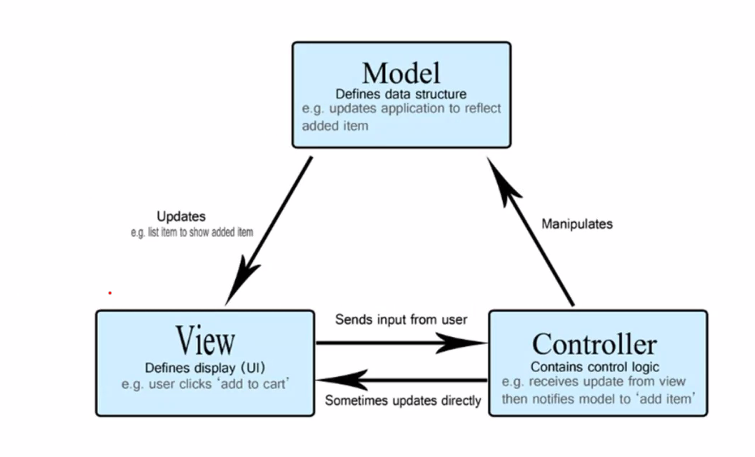 Model
Defines data structure
e.g. updates application to reflect
added item
Updates
e.g. list item to show added item
Manipulates
View
Defines display (UI)
e.g. user clicks ‘add to cart’
Sends input from user
Sometimes updates directly
Controller
Contains control logic
e.g. receives update from view
then notifies model to ‘add item’